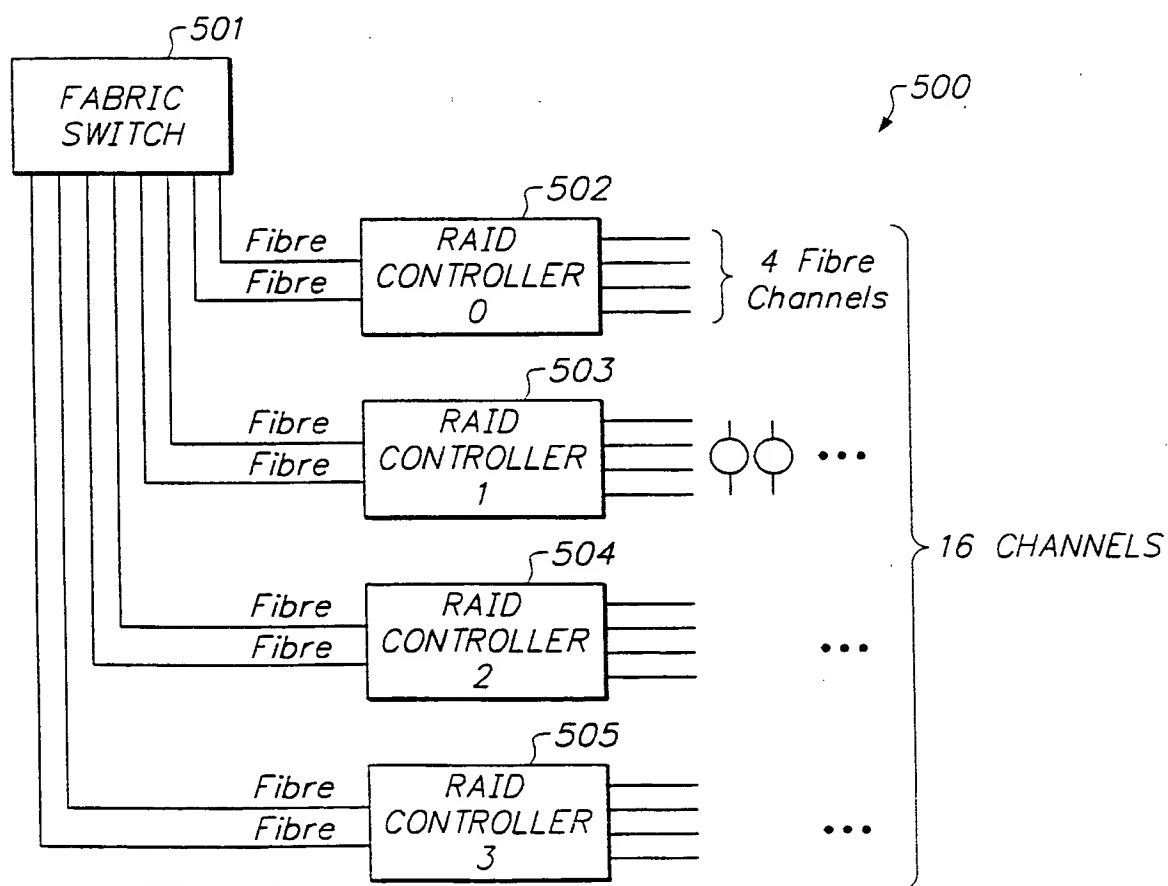 501
FABRIC
SWITCH
500
502
Fibre
Fibre
RAID
CONTROLLER
0
4 Fibre
Channels
503
Fibre
Fibre
RAID
CONTROLLER
1
16 CHANNELS
504
Fibre
Fibre
RAID
CONTROLLER
2
505
Fibre
Fibre
RAID
CONTROLLER
3